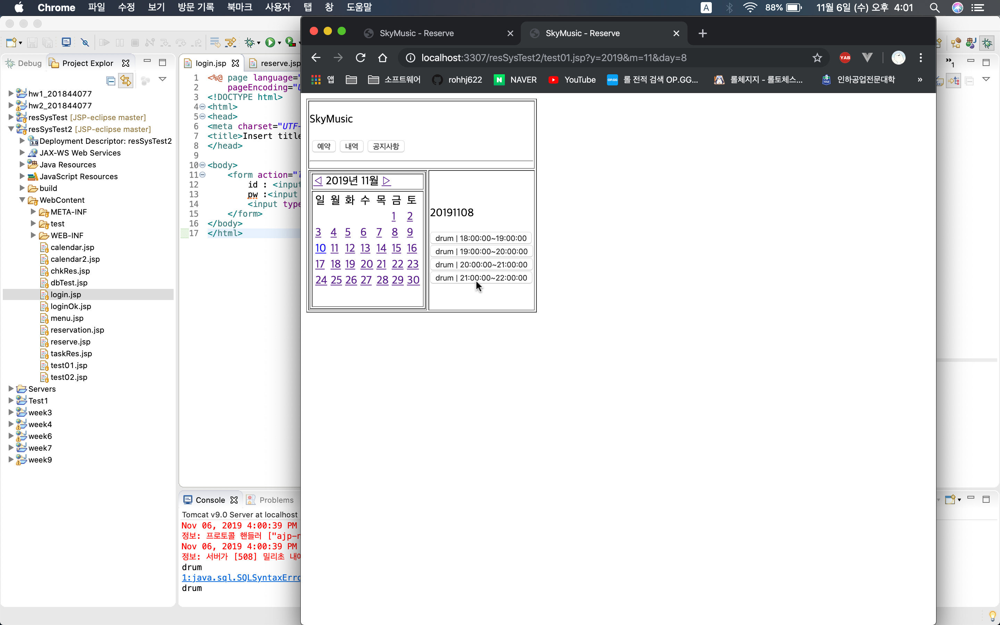 Chrome 파일 수정 보기 방문 기록 북마크 사용자 탭 창 도움말 A 88% 11월 6일 (수) 오후 4:01
SkyMusic - Reserve SkyMusic - Reserve
localhost:3307/resSysTest2/test01.jsp?y=2019&m=11&day=8 YAB
앱 소프트웨어 rohhj622 N NAVER YouTube OP.GG 롤 전적 검색 OP.GG... 롤체지지 - 롤토체스... 1958 인하공업전문대학 »
Debug Project Explor
hw1_201844077
hw2_201844077
resSysTest [JSP-eclipse master]
resSysTest2 [JSP-eclipse master]
3.0 Deployment Descriptor: resSysTest2
JAX-WS Web Services
Java Resources
JavaScript Resources
build
WebContent
META-INF
test
WEB-INF
calendar.jsp
calendar2.jsp
chkRes.jsp
dbTest.jsp
login.jsp
loginOk.jsp
menu.jsp
reservation.jsp
reserve.jsp
taskRes.jsp
test01.jsp
test02.jsp
Servers
Test1
week3
week4
week6
week7
week9
login.jsp reserve.jsp
1 <%@ page language="
2 pageEncoding="U
3 <!DOCTYPE html>
4 <html>
5 <head>
6 <meta charset="UTF-
7 <title>Insert title
8 </head>
9
10 <body>
11 <form action="l
12 id : <input
13 pw :<input
14 <input type
15 </form>
16 </body>
17 </html>
Console Problems
Tomcat v9.0 Server at localhost
Nov 06, 2019 4:00:39 PM
정보: 프로토콜 핸들러 ["ajp-n
Nov 06, 2019 4:00:39 PM
정보: 서버가 [508] 밀리초 내에
drum
1:java.sql.SQLSyntaxErro
drum
SkyMusic
예약 내역 공지사항
◁ 2019년 11월 ▷
일 월 화 수 목 금 토
1 2
3 4 5 6 7 8 9
10 11 12 13 14 15 16
17 18 19 20 21 22 23
24 25 26 27 28 29 30
20191108
drum | 18:00:00~19:00:00
drum | 19:00:00~20:00:00
drum | 20:00:00~21:00:00
drum | 21:00:00~22:00:00
»1